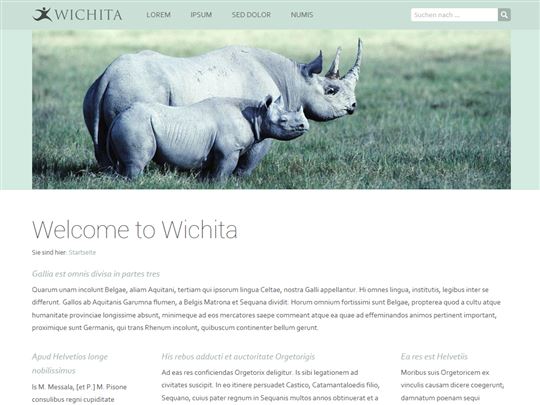 WICHITA LOREM IPSUM SED DOLOR NUMIS Suchen nach ...
Welcome to Wichita
Sie sind hier: Startseite
Gallia est omnis divisa in partes tres
Quarum unam incolunt Belgae, aliam Aquitani, tertiam qui ipsorum lingua Celtae, nostra Galli appellantur. Hi omnes lingua, institutis, legibus inter se
differunt. Gallos ab Aquitanis Garumna flumen, a Belgis Matrona et Sequana dividit. Horum omnium fortissimi sunt Belgae, propterea quod a cultu atque
humanitate provinciae longissime absunt, minimeque ad eos mercatores saepe commeant atque ea quae ad effeminandos animos pertinent important,
proximique sunt Germanis, qui trans Rhenum incolunt, quibuscum continenter bellum gerunt.
Apud Helvetios longe
nobilissimus
Is M. Messala, [et P.] M. Pisone
consulibus regni cupiditate
His rebus adducti et auctoritate Orgetorigis
Ad eas res conficiendas Orgetorix deligitur. Is sibi legationem ad
civitates suscipit. In eo itinere persuadet Castico, Catamantaloedis filio,
Sequano, cuius pater regnum in Sequanis multos annos obtinuerat et a
Ea res est Helvetiis
Moribus suis Orgetoricem ex
vinculis causam dicere coegerunt;
damnatum poenam sequi